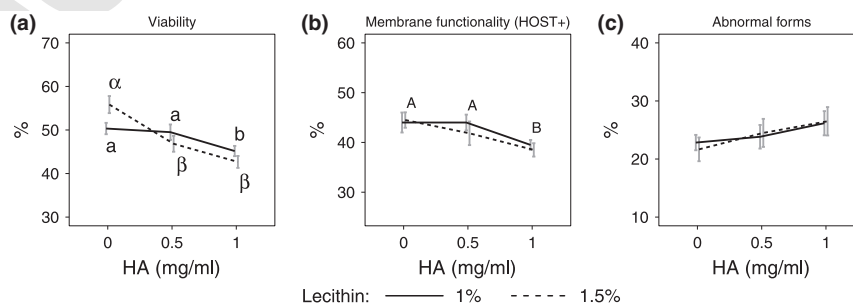 (a) Viability
(b) Membrane functionality (HOST+)
(c) Abnormal forms
70
60
50
40
30
%
α
a
a
β
b
β
0 0.5 1
HA (mg/ml)
60
50
40
30
%
A
A
B
0 0.5 1
HA (mg/ml)
40
30
20
10
%
0 0.5 1
HA (mg/ml)
Lecithin: 1% 1.5%